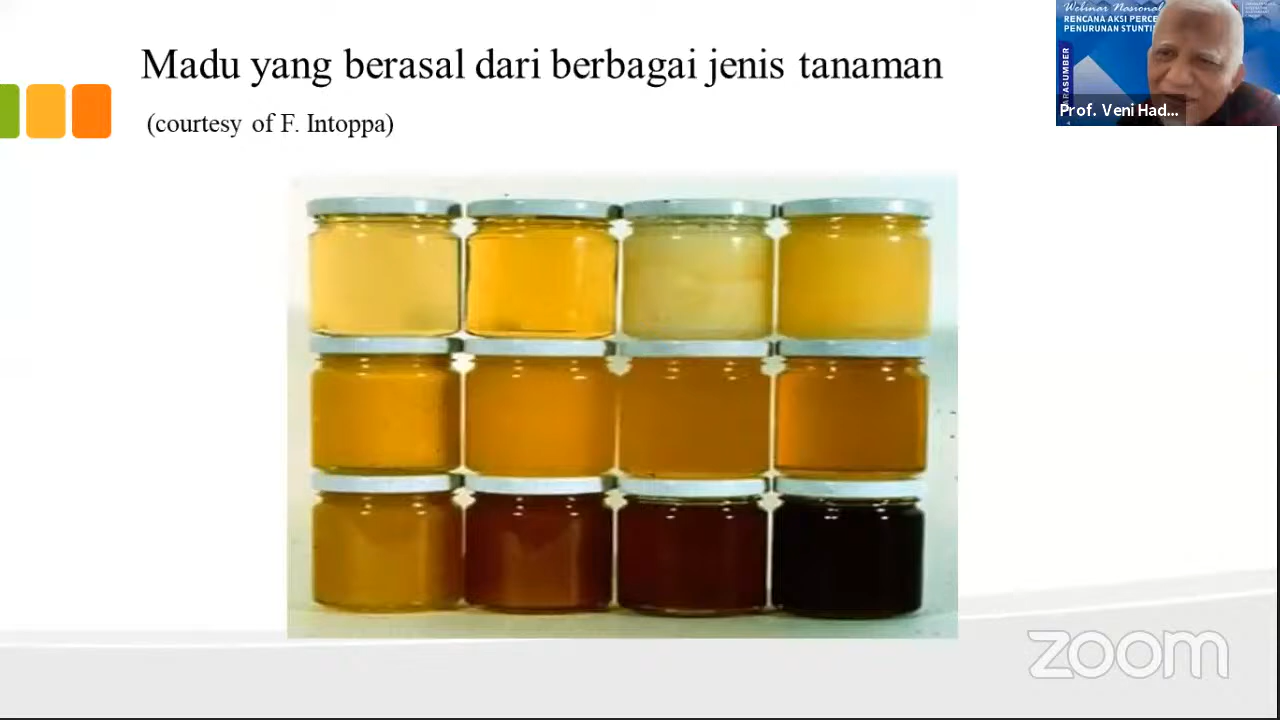 Madu yang berasal dari berbagai jenis tanaman
(courtesy of F. Intoppa)
Webinar Nasional
RENCANA AKSI PERCE
PENURUNAN STUNTI
ARASUMBER
Prof. Veni Had...
zoom